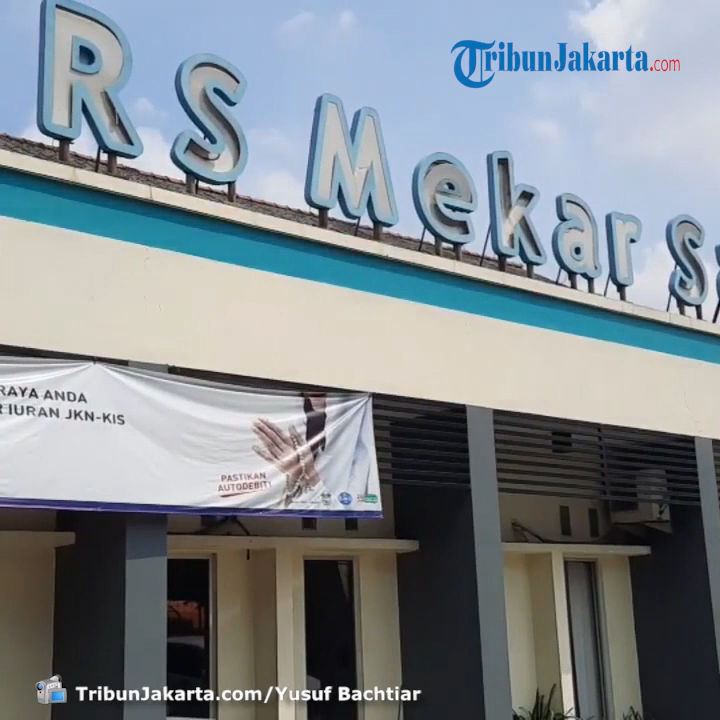 TribunJakarta.com
RS Mekar S
RAYA ANDA
IURAN JKN-KIS
PASTIKAN
AUTODEBIT!
TribunJakarta.com/Yusuf Bachtiar